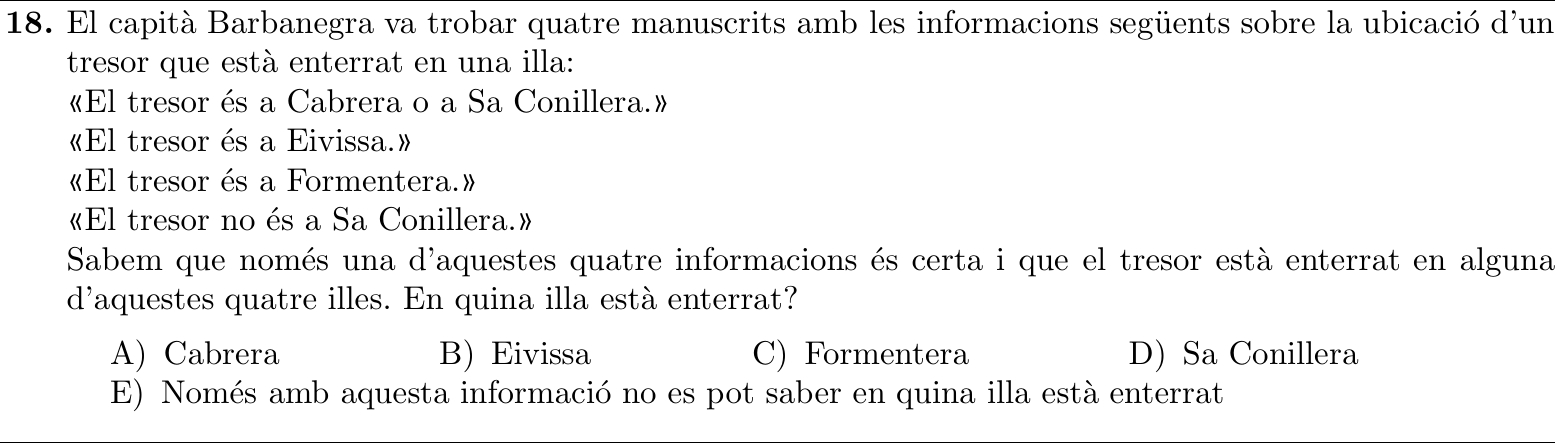 18. El capità Barbanegra va trobar quatre manuscrits amb les informacions següents sobre la ubicació d'un
tresor que està enterrat en una illa:
«El tresor és a Cabrera o a Sa Conillera.»
«El tresor és a Eivissa.»
«El tresor és a Formentera.»
«El tresor no és a Sa Conillera.»
Sabem que només una d'aquestes quatre informacions és certa i que el tresor està enterrat en alguna
d'aquestes quatre illes. En quina illa està enterrat?
A) Cabrera B) Eivissa C) Formentera D) Sa Conillera
E) Només amb aquesta informació no es pot saber en quina illa està enterrat